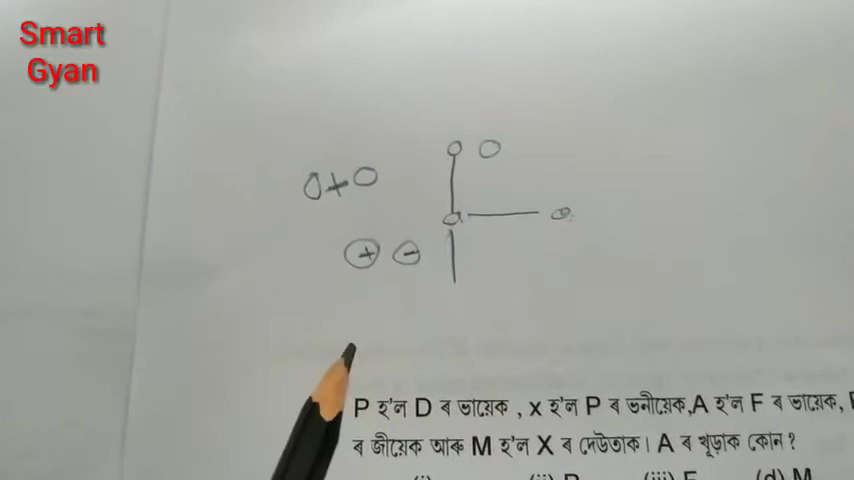 Smart
Gyan
P হ'ল D ৰ ভায়েক , x হ'ল P ৰ ভনীয়েক,A হ'ল F ৰ ভায়েক,
ৰ জীয়েক আৰু M হ'ল X ৰ দেউতাক। A ৰ খুড়াক কোন?